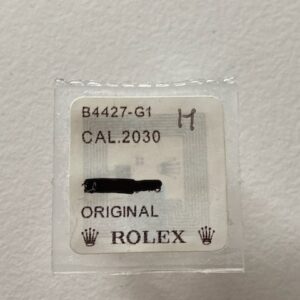 B4427-G1 H
CAL.2030
ORIGINAL
ROLEX